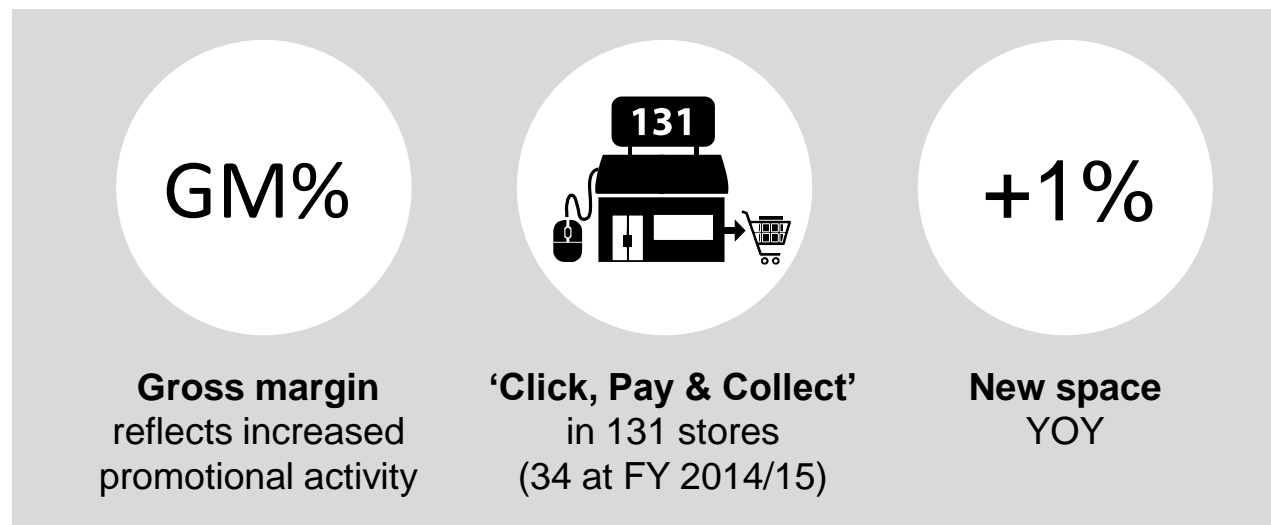 GM%
131
+1%
Gross margin
reflects increased
promotional activity
‘Click, Pay & Collect’
in 131 stores
(34 at FY 2014/15)
New space
YOY